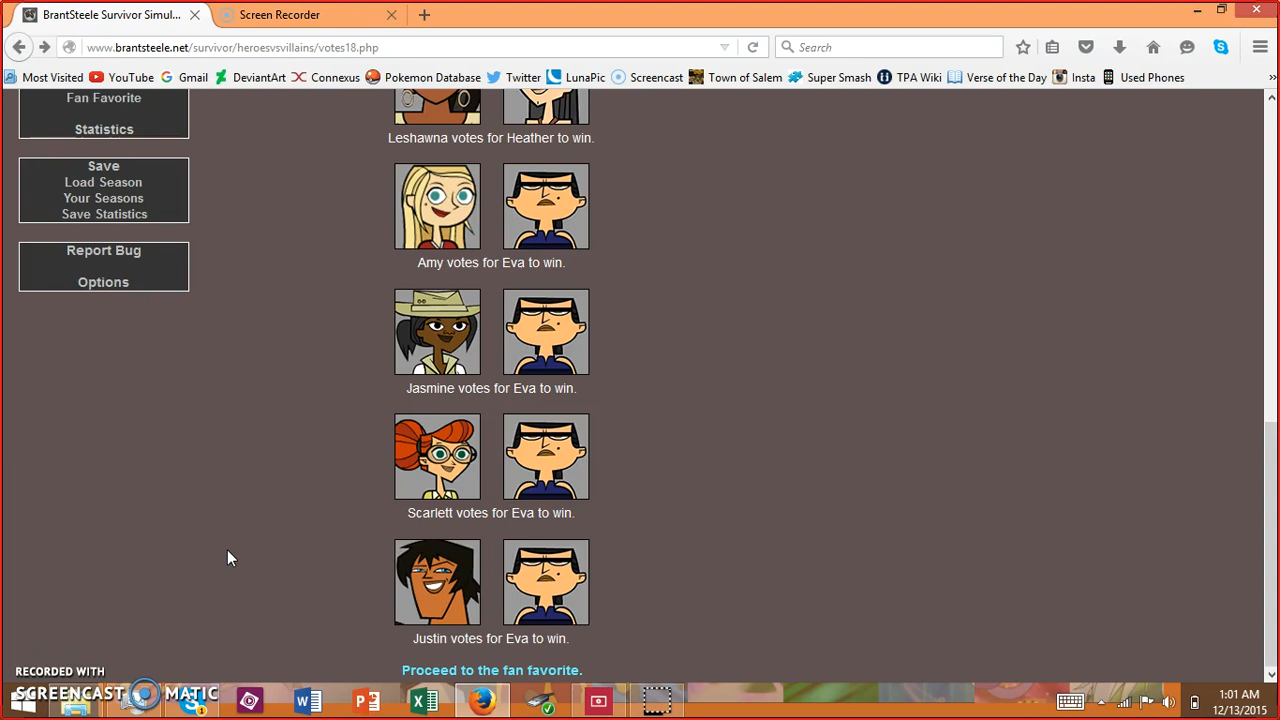 BrantSteele Survivor Simul...
Screen Recorder
www.brantsteele.net/survivor/heroesvsvillains/votes18.php
Search
Most Visited YouTube Gmail DeviantArt Connexus Pokemon Database Twitter LunaPic Screencast Town of Salem Super Smash TPA Wiki Verse of the Day Insta Used Phones
Fan Favorite
Statistics
Save
Load Season
Your Seasons
Save Statistics
Report Bug
Options
Leshawna votes for Heather to win.
Amy votes for Eva to win.
Jasmine votes for Eva to win.
Scarlett votes for Eva to win.
Justin votes for Eva to win.
Proceed to the fan favorite.
RECORDED WITH
SCREENCAST MATIC
1:01 AM
12/13/2015